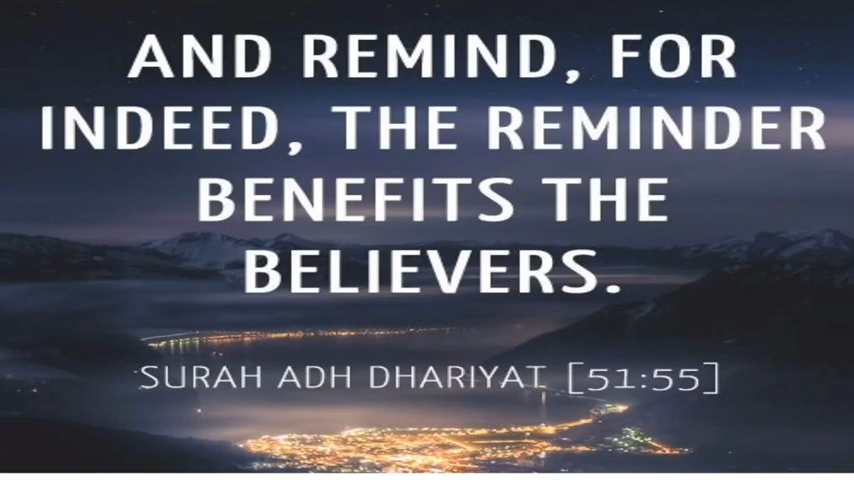 AND REMIND, FOR
INDEED, THE REMINDER
BENEFITS THE
BELIEVERS.
SURAH ADH DHARIYAT [51:55]